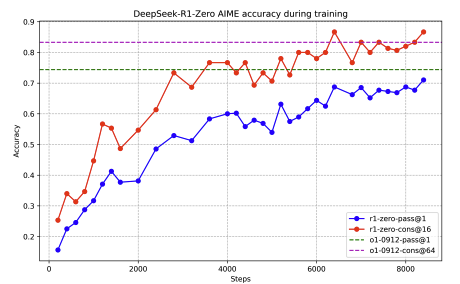 DeepSeek-R1-Zero AIME accuracy during training
0.9
0.8
0.7
0.6
0.5
0.4
0.3
0.2
Accuracy
r1-zero-pass@1
r1-zero-cons@16
o1-0912-pass@1
o1-0912-cons@64
0 2000 4000 6000 8000
Steps